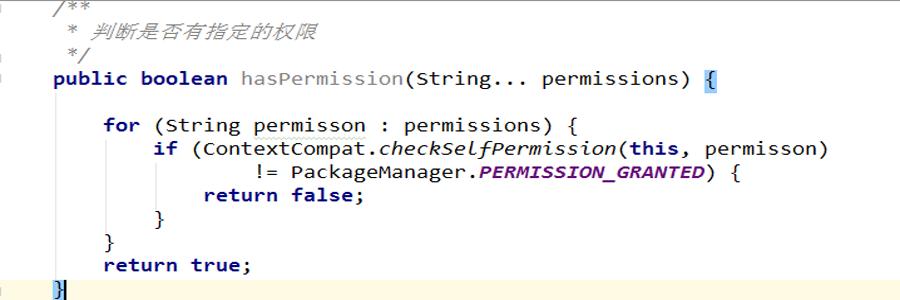 /**
* 判断是否有指定的权限
*/
public boolean hasPermission(String... permissions) {
for (String permisson : permissions) {
if (ContextCompat.checkSelfPermission(this, permisson)
!= PackageManager.PERMISSION_GRANTED) {
return false;
}
}
return true;
}